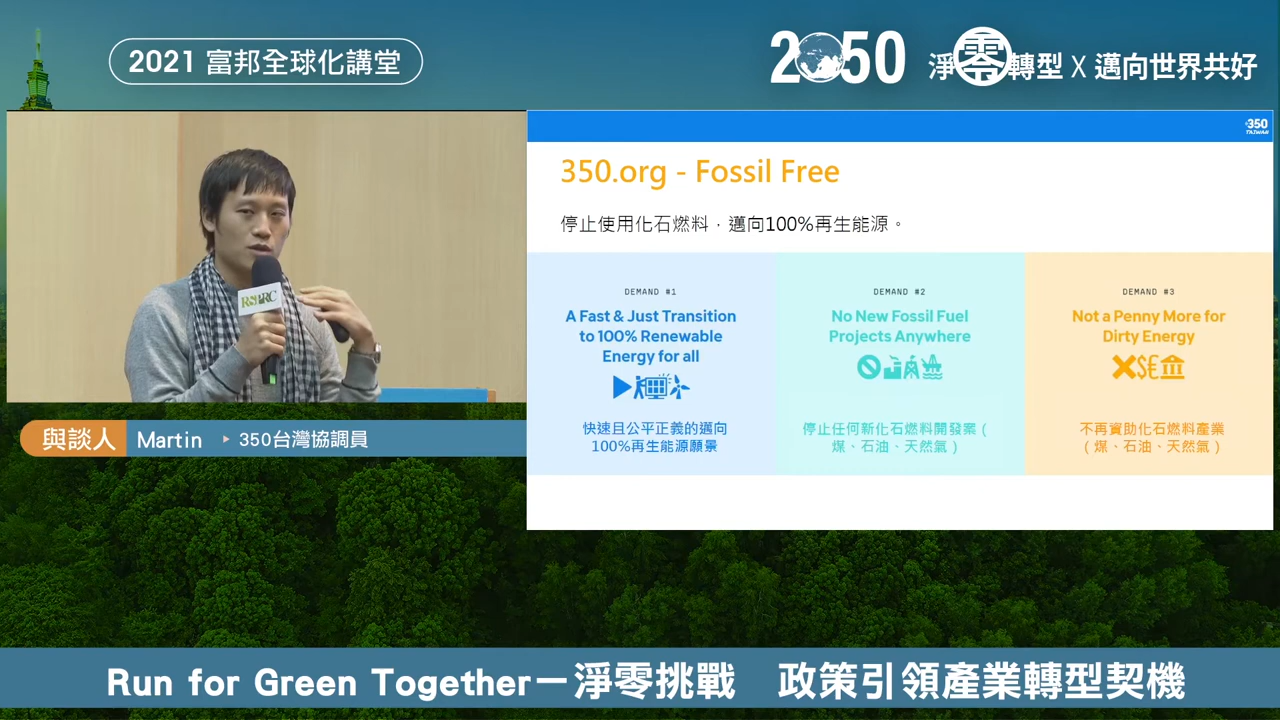 2021 富邦全球化講堂
2050 淨零轉型 X 邁向世界共好
350
TAIWAN
350.org - Fossil Free
停止使用化石燃料，邁向100%再生能源。
DEMAND #1
A Fast & Just Transition
to 100% Renewable
Energy for all
快速且公平正義的邁向
100%再生能源願景
DEMAND #2
No New Fossil Fuel
Projects Anywhere
停止任何新化石燃料開發案（
煤、石油、天然氣）
DEMAND #3
Not a Penny More for
Dirty Energy
不再資助化石燃料產業
（煤、石油、天然氣）
RSPRC
與談人 Martin ▸ 350台灣協調員
Run for Green Together－淨零挑戰　政策引領產業轉型契機